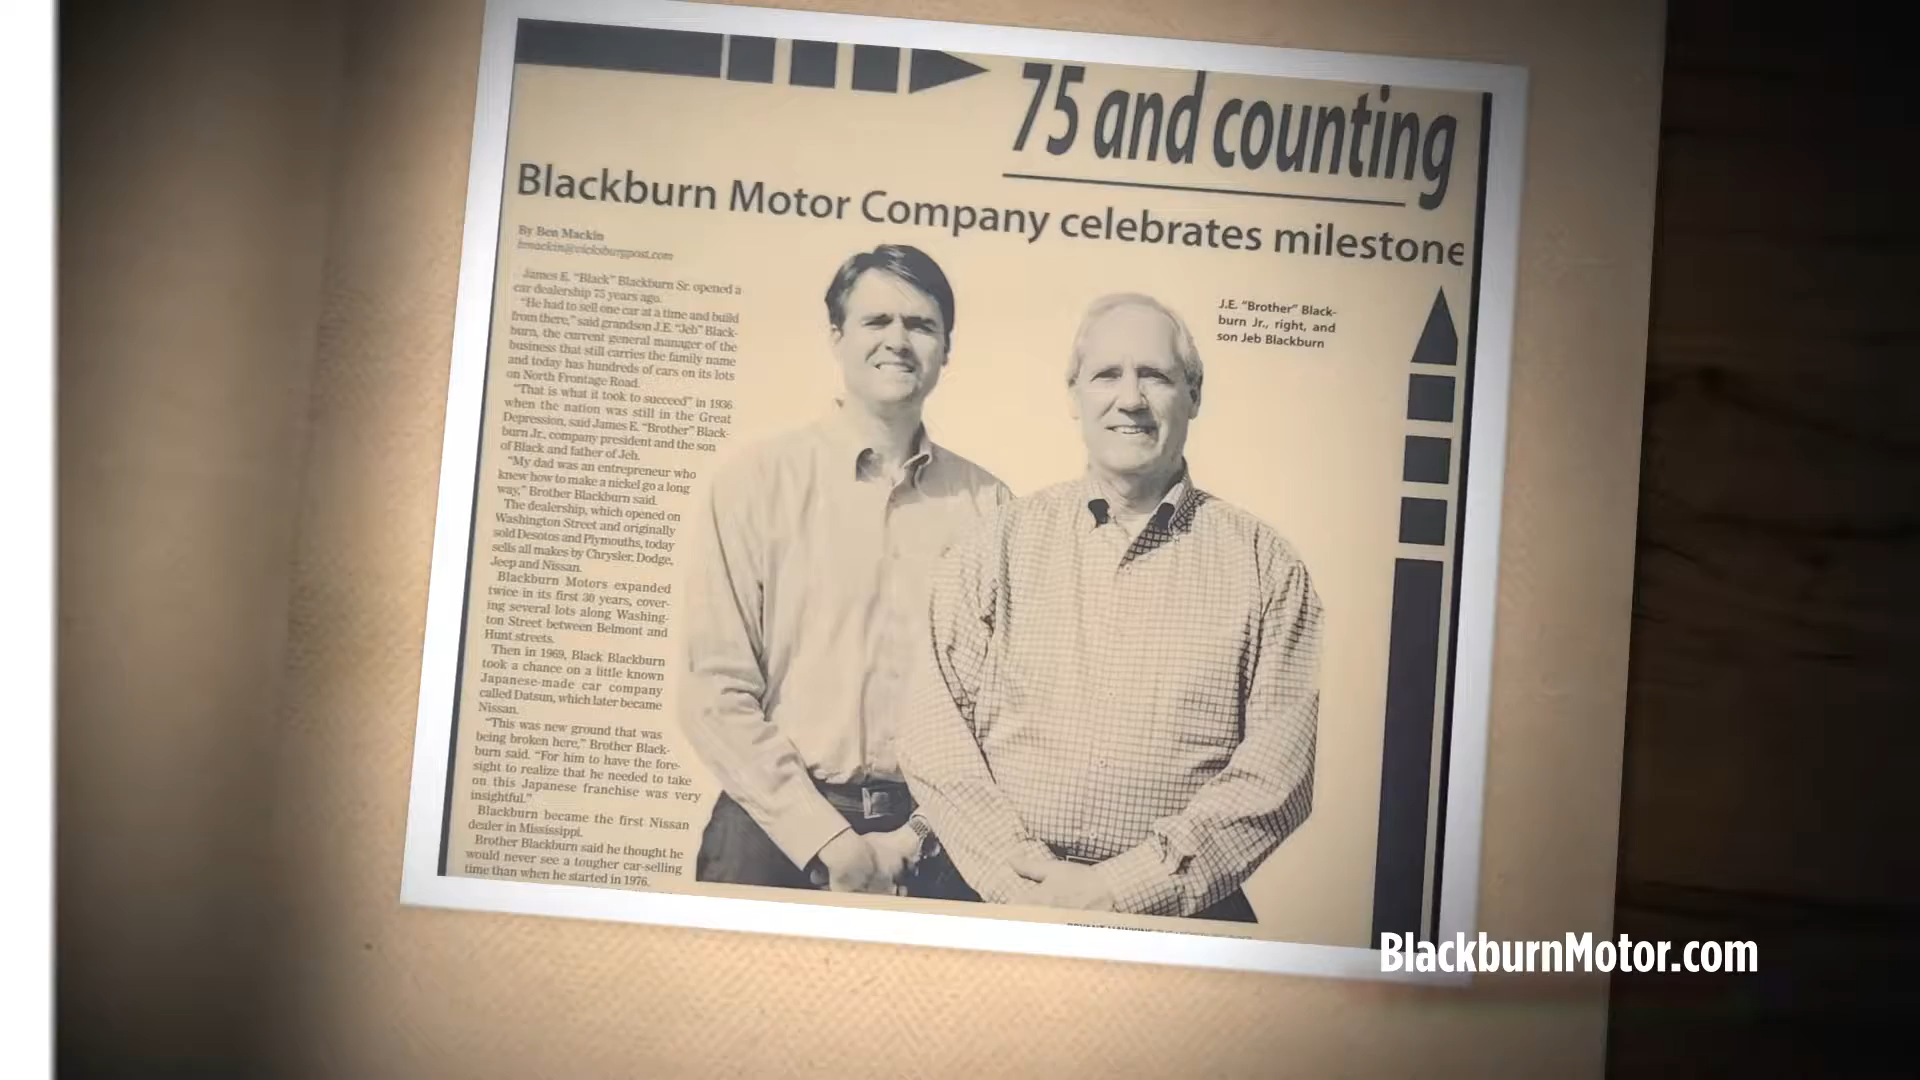 75 and counting
Blackburn Motor Company celebrates milestone
By Ben Mackin
bmackin@vicksburgpost.com
James E. "Black" Blackburn Sr. opened a
car dealership 75 years ago.
"He had to sell one car at a time and build
from there," said grandson J.E. "Jeb" Black-
burn, the current general manager of the
business that still carries the family name
and today has hundreds of cars on its lots
on North Frontage Road.
"That is what it took to succeed" in 1936
when the nation was still in the Great
Depression, said James E. "Brother" Black-
burn Jr., company president and the son
of Black and father of Jeb.
"My dad was an entrepreneur who
knew how to make a nickel go a long
way," Brother Blackburn said.
The dealership, which opened on
Washington Street and originally
sold Desotos and Plymouths, today
sells all makes by Chrysler, Dodge,
Jeep and Nissan.
Blackburn Motors expanded
twice in its first 30 years, cover-
ing several lots along Washing-
ton Street between Belmont and
Hunt streets.
Then in 1969, Black Blackburn
took a chance on a little known
Japanese-made car company
called Datsun, which later became
Nissan.
"This was new ground that was
being broken here," Brother Black-
burn said. "For him to have the fore-
sight to realize that he needed to take
on this Japanese franchise was very
insightful."
Blackburn became the first Nissan
dealer in Mississippi.
Brother Blackburn said he thought he
would never see a tougher car-selling
time than when he started in 1976.
J.E. "Brother" Black-
burn Jr., right, and
son Jeb Blackburn
BlackburnMotor.com